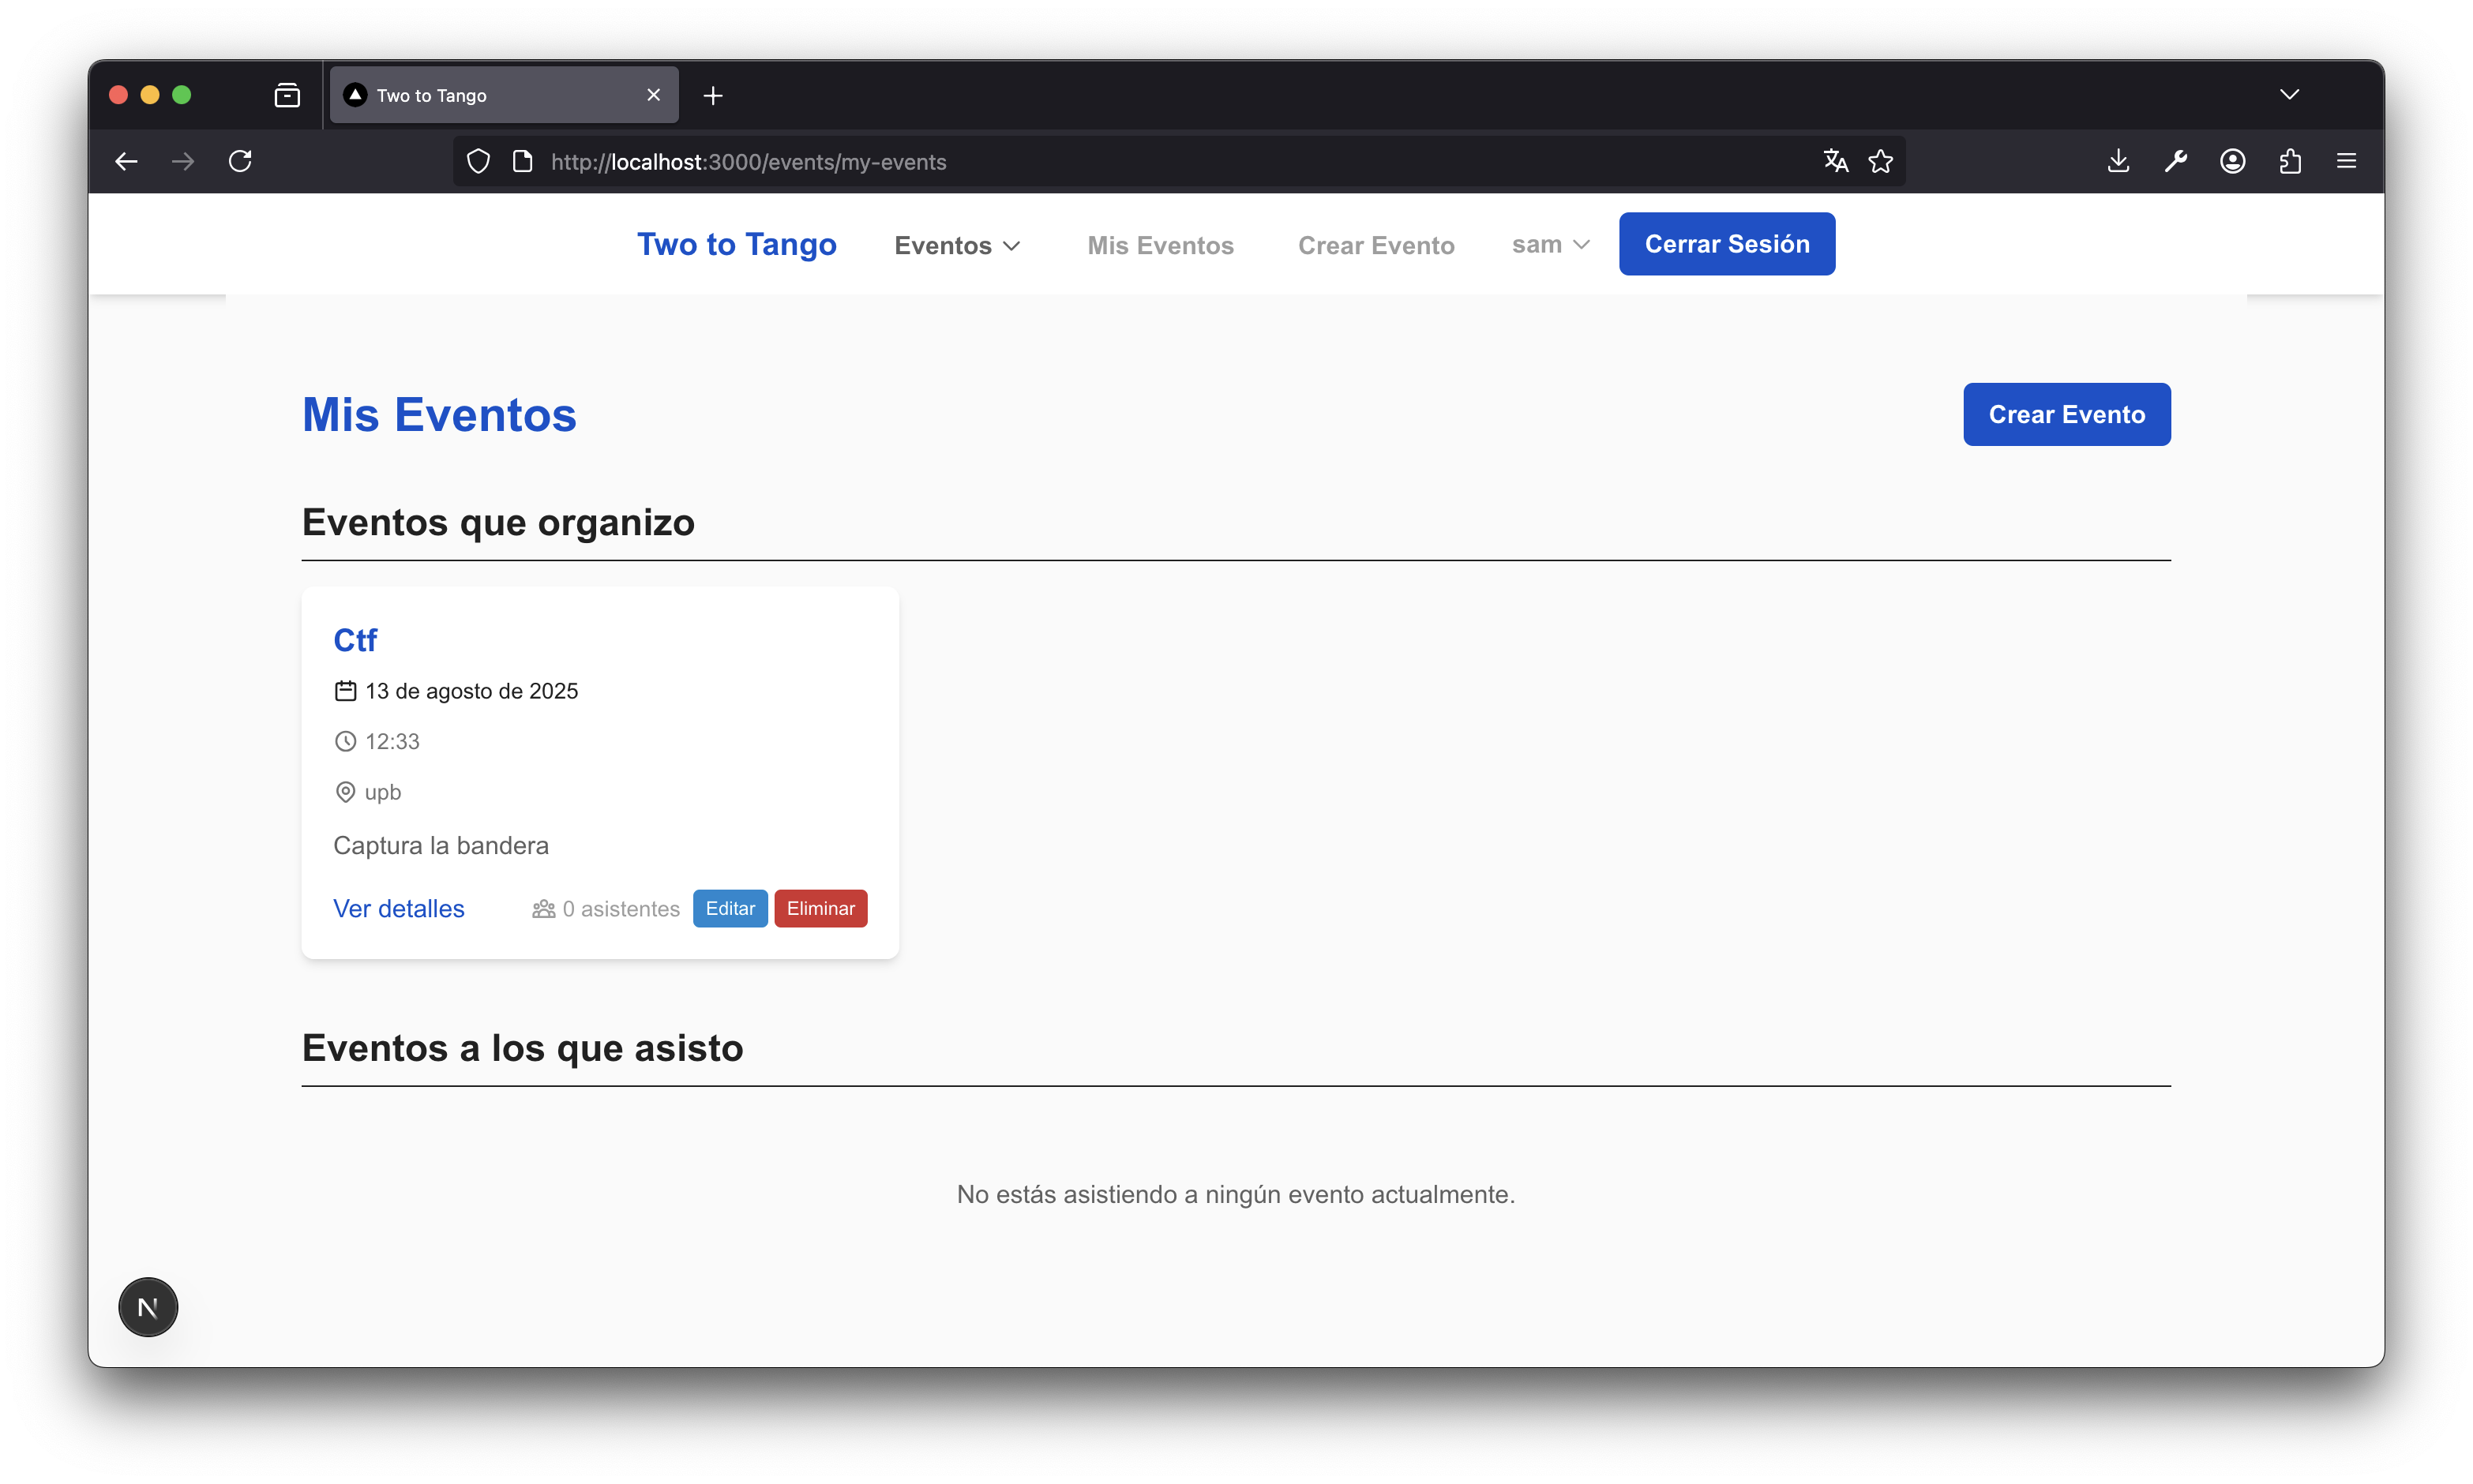 Two to Tango
http://localhost:3000/events/my-events
Two to Tango Eventos Mis Eventos Crear Evento sam Cerrar Sesión
Mis Eventos Crear Evento
Eventos que organizo
Ctf
13 de agosto de 2025
12:33
upb
Captura la bandera
Ver detalles 0 asistentes Editar Eliminar
Eventos a los que asisto
No estás asistiendo a ningún evento actualmente.
N